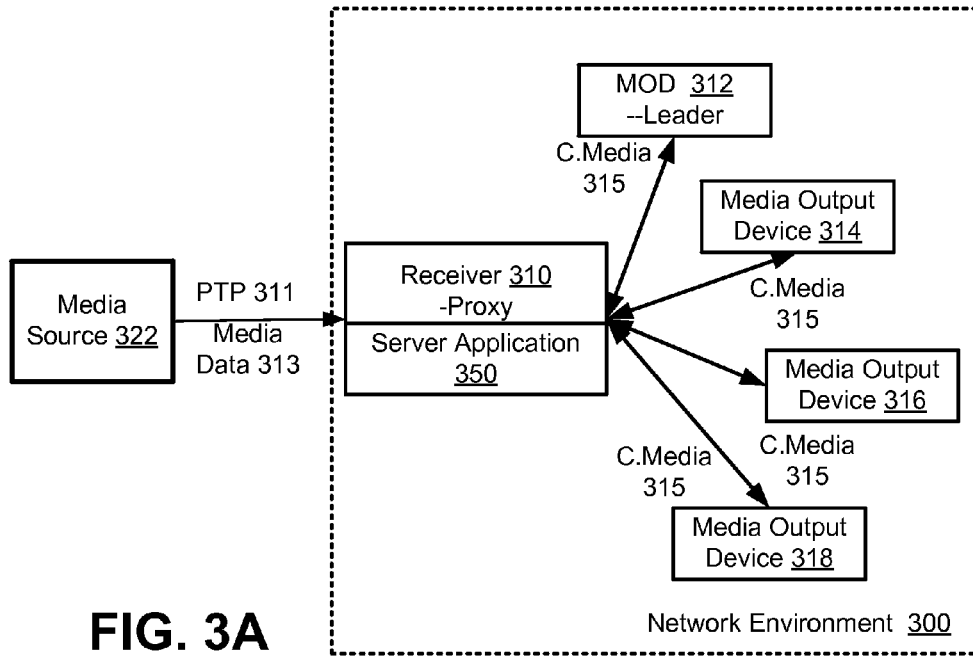 MOD 312
--Leader
C.Media
315
Media Output
Device 314
C.Media
315
Media
Source 322
PTP 311
Media
Data 313
Receiver 310
-Proxy
Server Application
350
Media Output
Device 316
C.Media
315
C.Media
315
Media Output
Device 318
FIG. 3A
Network Environment 300